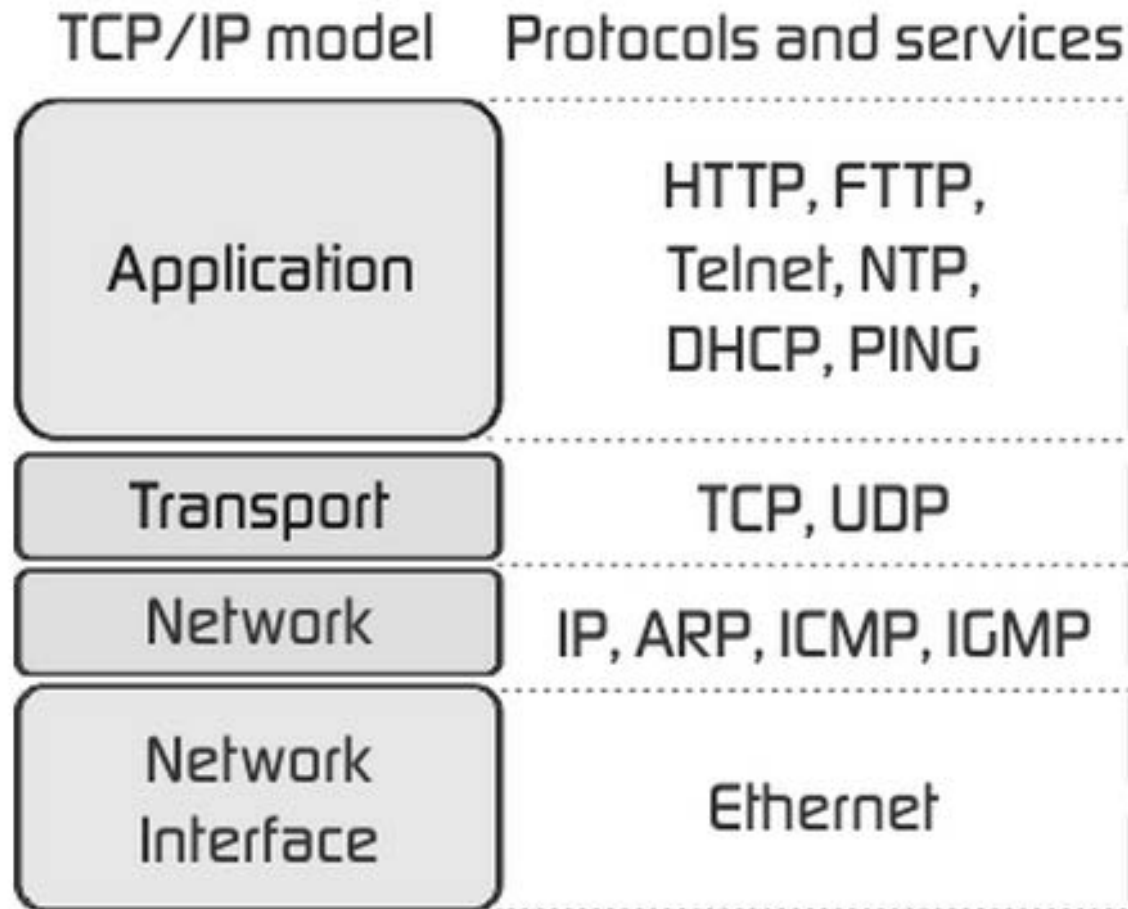 TCP/IP model
Protocols and services
Application
HTTP, FTTP,
Telnet, NTP,
DHCP, PING
Transport
TCP, UDP
Network
IP, ARP, ICMP, IGMP
Network
Interface
Ethernet